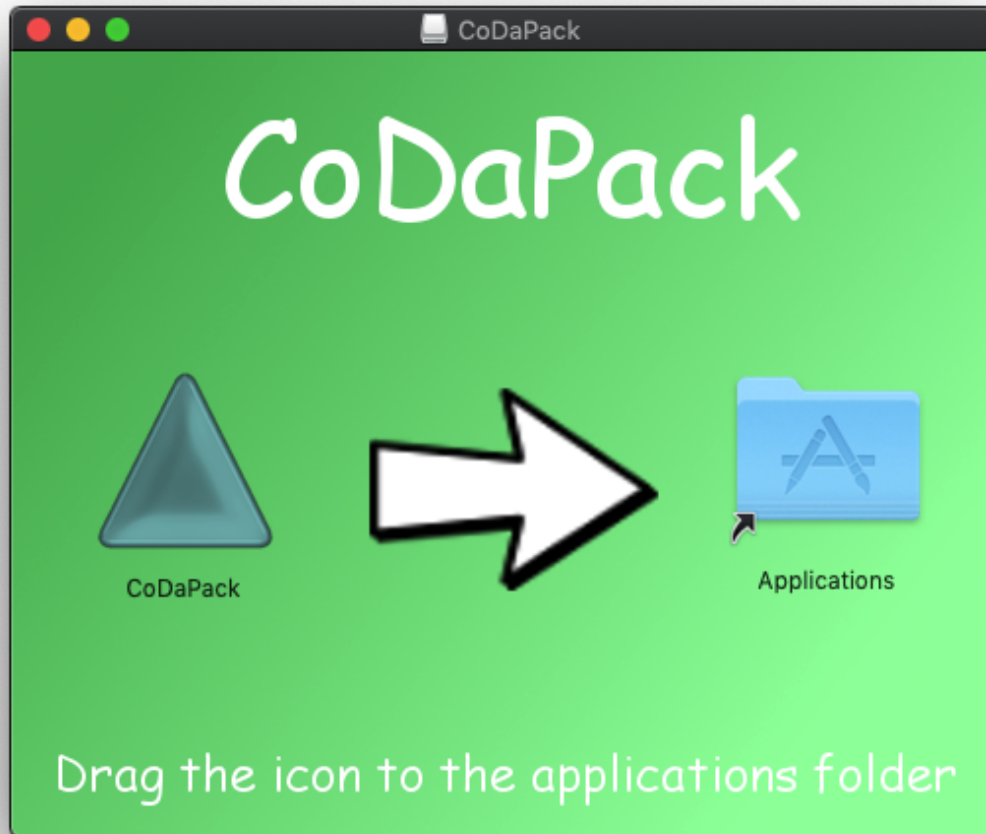 CoDaPack
CoDaPack
CoDaPack
Applications
Drag the icon to the applications folder